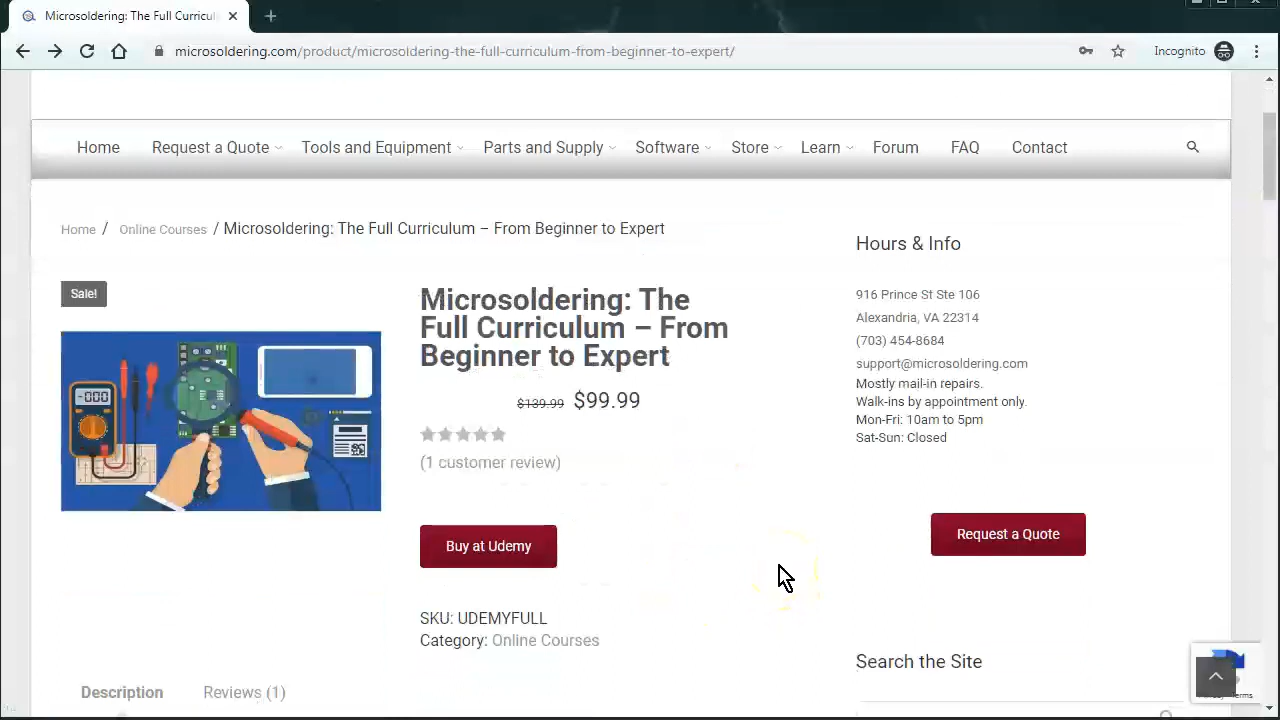 Microsoldering: The Full Curricul
microsoldering.com/product/microsoldering-the-full-curriculum-from-beginner-to-expert/
Incognito
Home
Request a Quote
Tools and Equipment
Parts and Supply
Software
Store
Learn
Forum
FAQ
Contact
Home / Online Courses / Microsoldering: The Full Curriculum – From Beginner to Expert
Sale!
-000
Microsoldering: The
Full Curriculum – From
Beginner to Expert
$139.99 $99.99
(1 customer review)
Buy at Udemy
SKU: UDEMYFULL
Category: Online Courses
Description
Reviews (1)
Hours & Info
916 Prince St Ste 106
Alexandria, VA 22314
(703) 454-8684
support@microsoldering.com
Mostly mail-in repairs.
Walk-ins by appointment only.
Mon-Fri: 10am to 5pm
Sat-Sun: Closed
Request a Quote
Search the Site
Terms